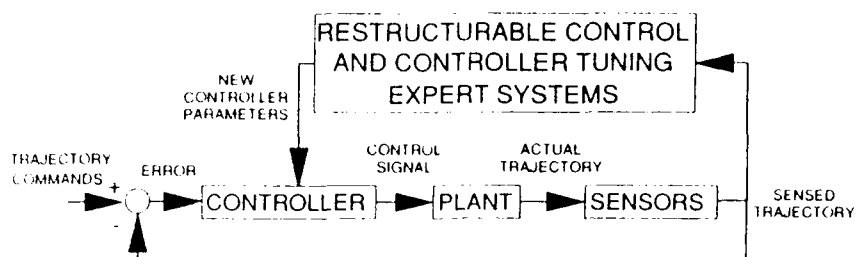 RESTRUCTURABLE CONTROL
AND CONTROLLER TUNING
EXPERT SYSTEMS
NEW
CONTROLLER
PARAMETERS
TRAJECTORY
COMMANDS
+
-
ERROR
CONTROLLER
CONTROL
SIGNAL
PLANT
ACTUAL
TRAJECTORY
SENSORS
SENSED
TRAJECTORY